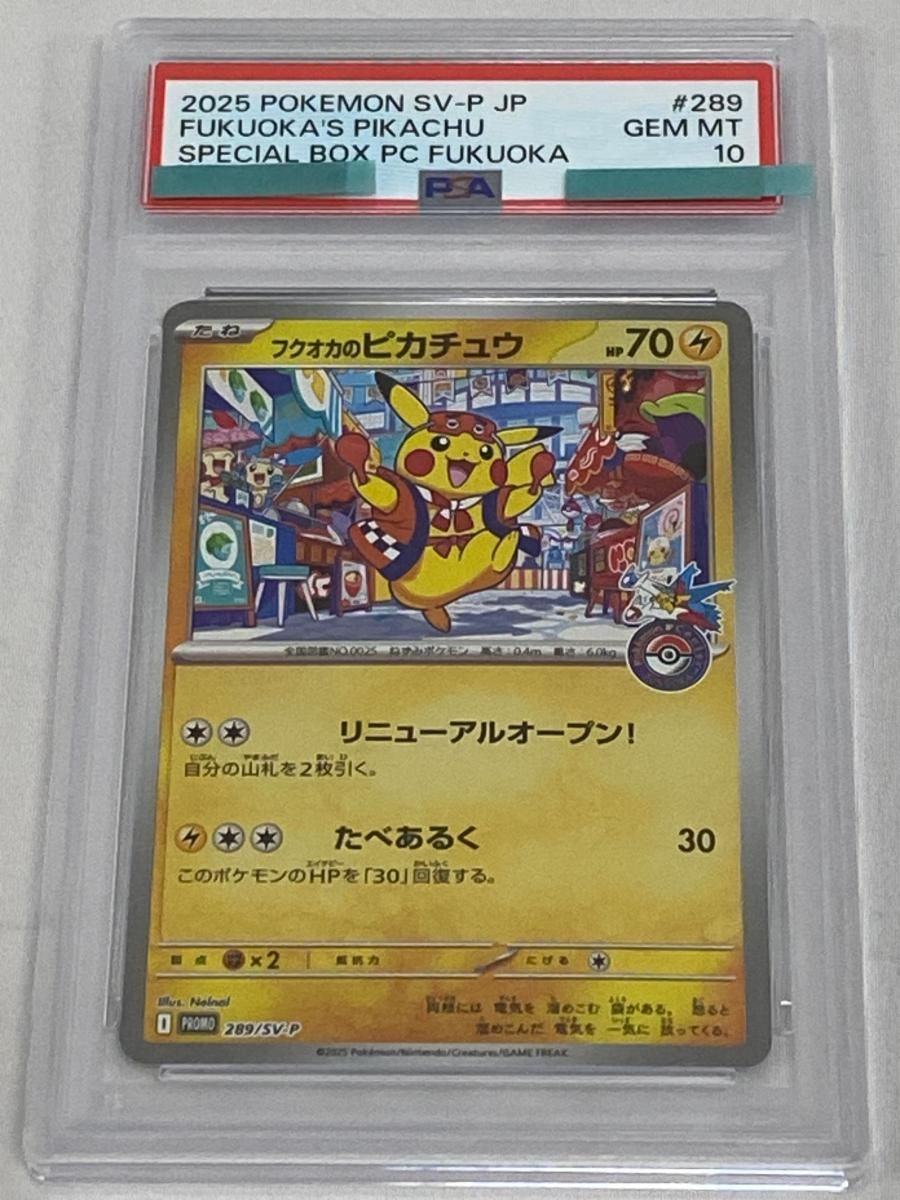 2025 POKEMON SV-P JP #289
FUKUOKA'S PIKACHU GEM MT
SPECIAL BOX PC FUKUOKA 10
PSA
たね フクオカのピカチュウ HP70
全国図鑑NO.0025 ねずみポケモン 高さ:0.4m 重さ:6.0kg
リニューアルオープン!
自分の山札を2枚引く。
たべあるく 30
このポケモンのHPを「30」回復する。
弱点 ×2 抵抗力 にげる
Illus. Nelnal
両頬には 電気を 溜めこむ 袋がある。 怒ると
溜めこんだ 電気を 一気に 放ってくる。
I PROMO 289/SV-P
©2025 Pokémon/Nintendo/Creatures/GAME FREAK